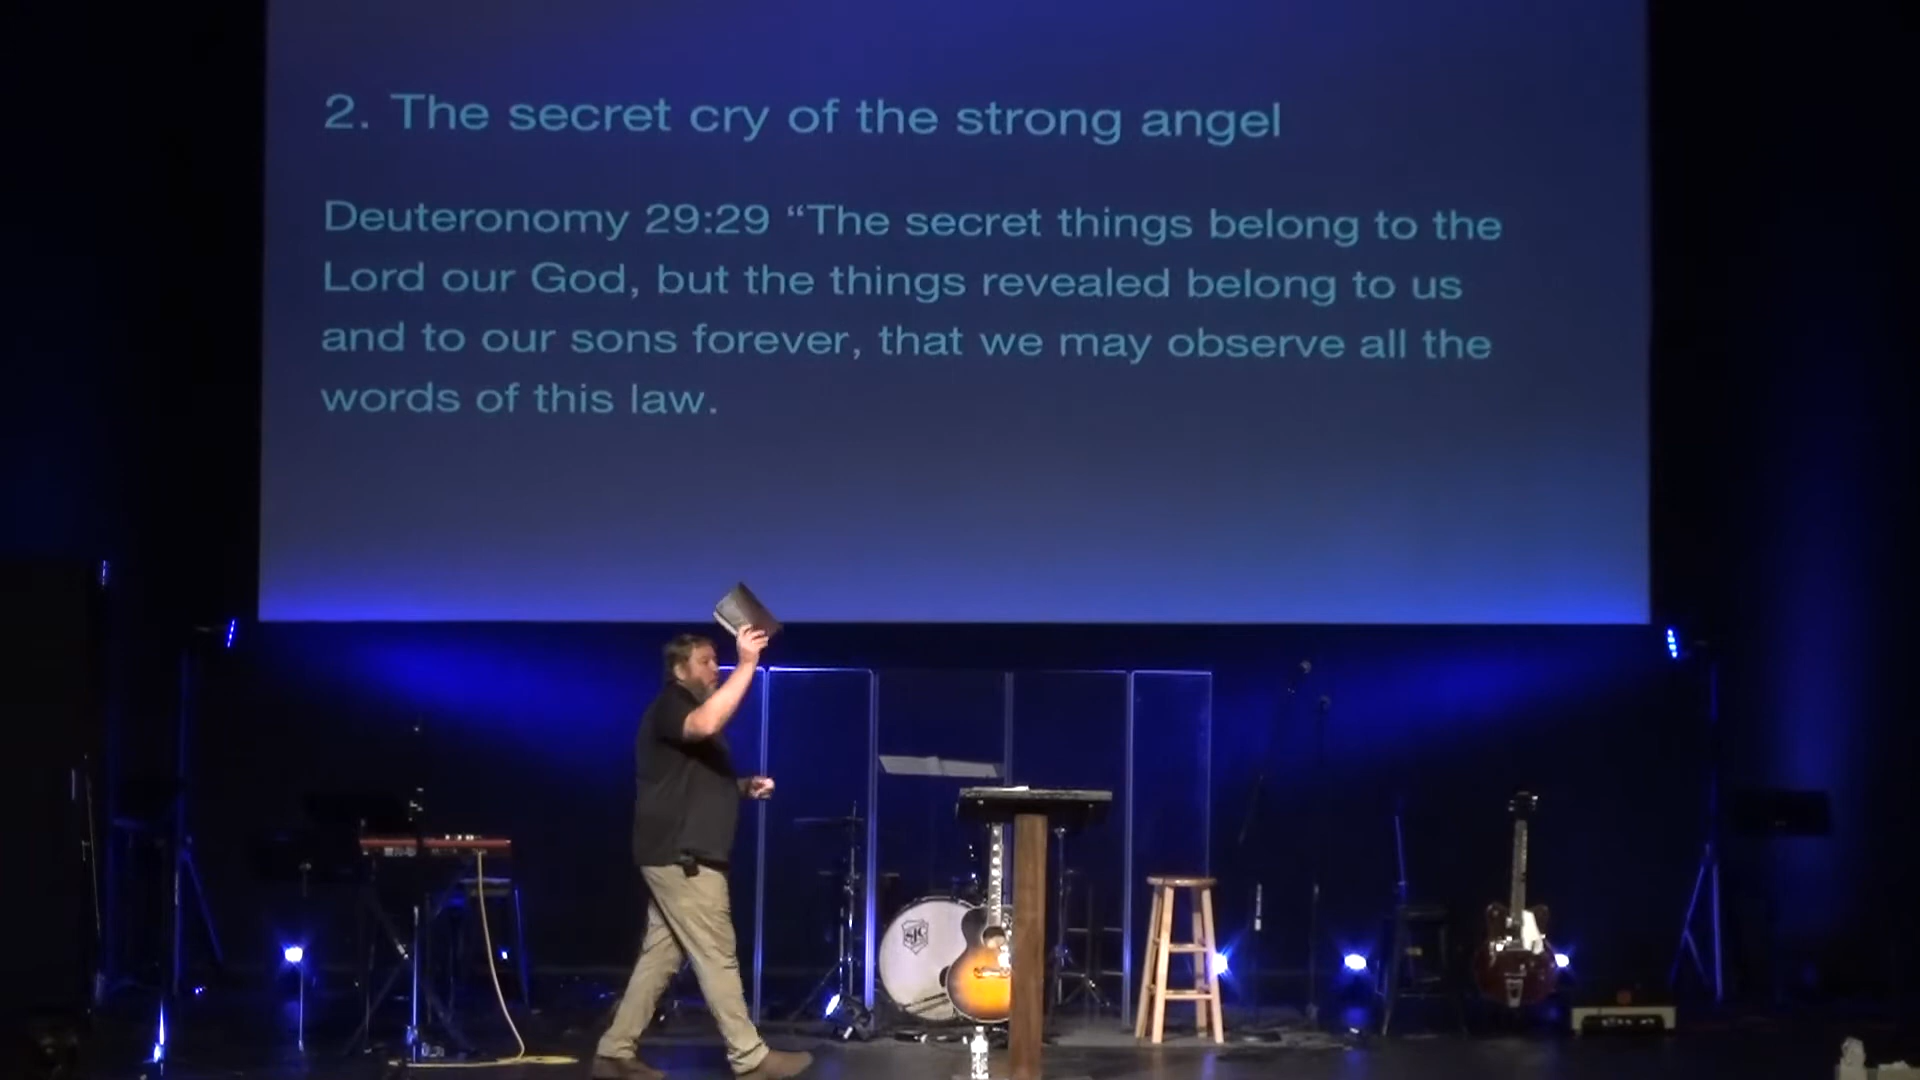 2. The secret cry of the strong angel
Deuteronomy 29:29 “The secret things belong to the
Lord our God, but the things revealed belong to us
and to our sons forever, that we may observe all the
words of this law.
SJC